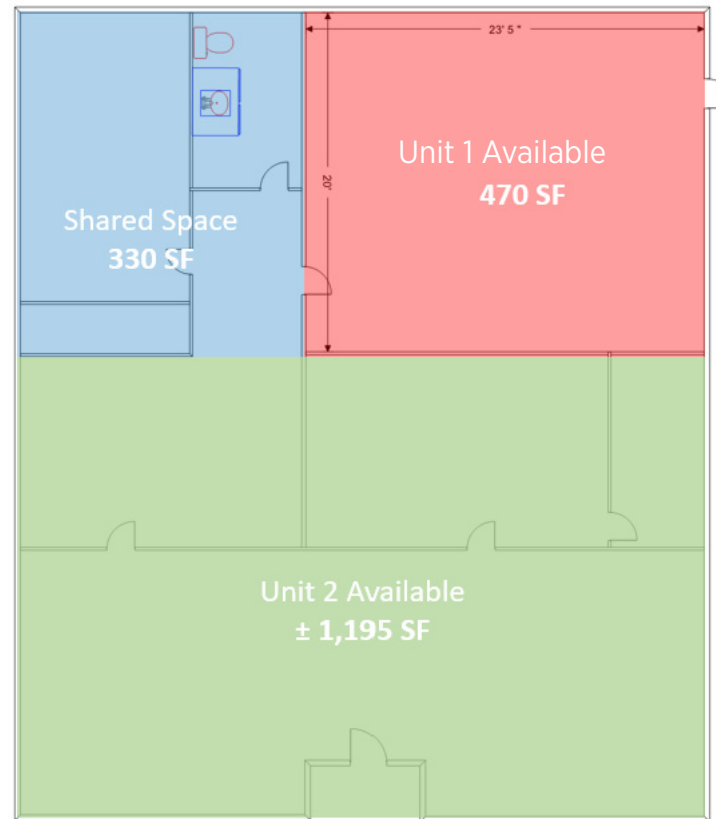 23' 5 "
Unit 1 Available
470 SF
20'
Shared Space
330 SF
Unit 2 Available
± 1,195 SF